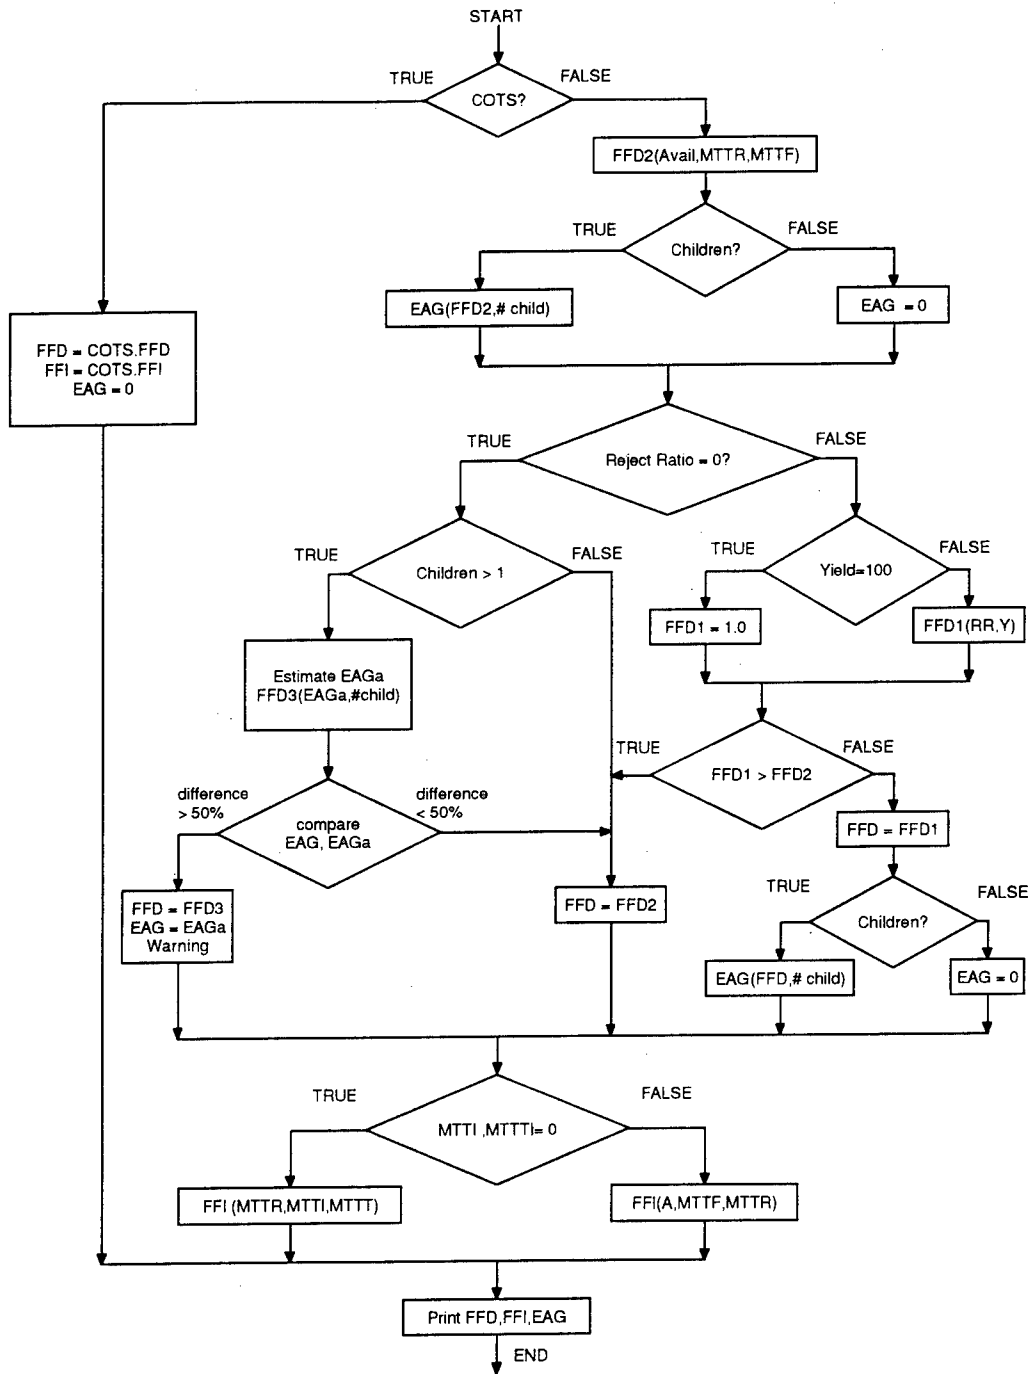 START
TRUE
FALSE
COTS?
FFD2(Avail,MTTR,MTTF)
TRUE
FALSE
Children?
EAG(FFD2,# child)
EAG = 0
FFD = COTS.FFD
FFI = COTS.FFI
EAG = 0
TRUE
FALSE
Reject Ratio = 0?
TRUE
FALSE
Children > 1
TRUE
FALSE
Yield=100
FFD1 = 1.0
FFD1(RR,Y)
Estimate EAGa
FFD3(EAGa,#child)
TRUE
FALSE
FFD1 > FFD2
difference
> 50%
difference
< 50%
compare
EAG, EAGa
FFD = FFD1
TRUE
FALSE
Children?
FFD = FFD3
EAG = EAGa
Warning
FFD = FFD2
EAG(FFD,# child)
EAG = 0
TRUE
FALSE
MTTI ,MTTTI= 0
FFI (MTTR,MTTI,MTTT)
FFI(A,MTTF,MTTR)
Print FFD,FFI,EAG
END